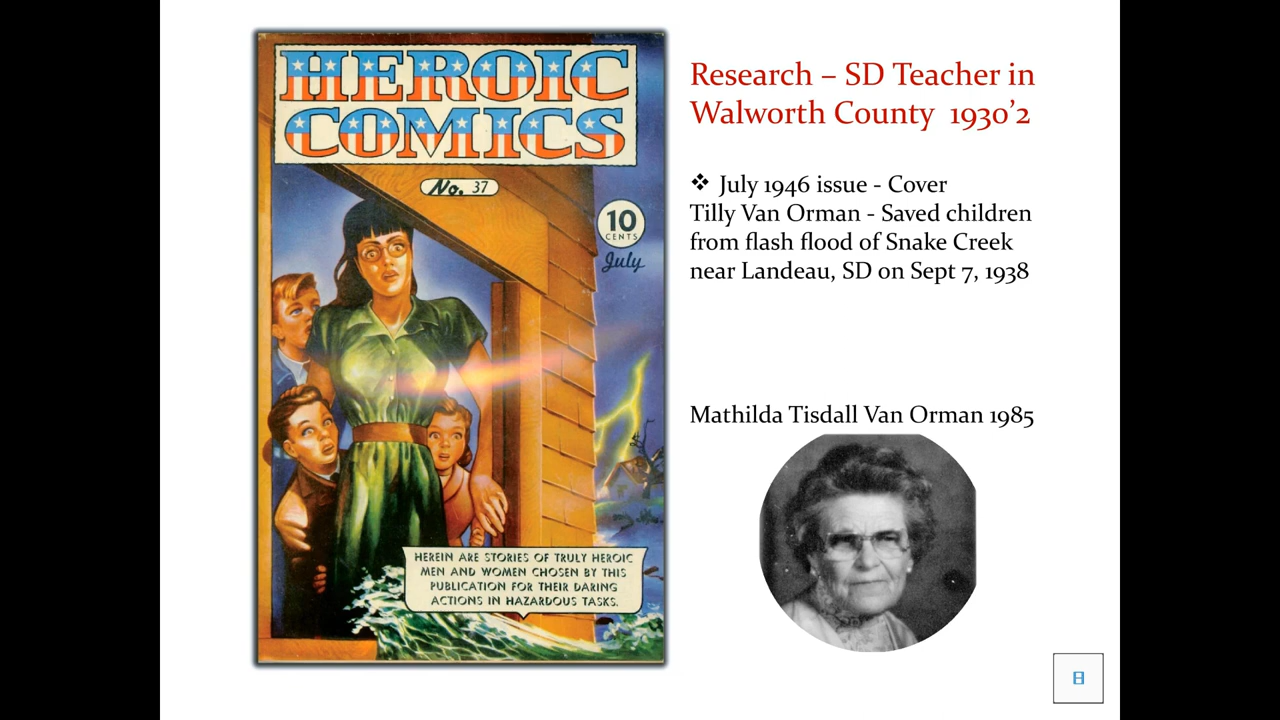 HEROIC
COMICS
No. 37
10
CENTS
July
HEREIN ARE STORIES OF TRULY HEROIC
MEN AND WOMEN CHOSEN BY THIS
PUBLICATION FOR THEIR DARING
ACTIONS IN HAZARDOUS TASKS.
Research – SD Teacher in
Walworth County 1930’2
❖ July 1946 issue - Cover
Tilly Van Orman - Saved children
from flash flood of Snake Creek
near Landeau, SD on Sept 7, 1938
Mathilda Tisdall Van Orman 1985